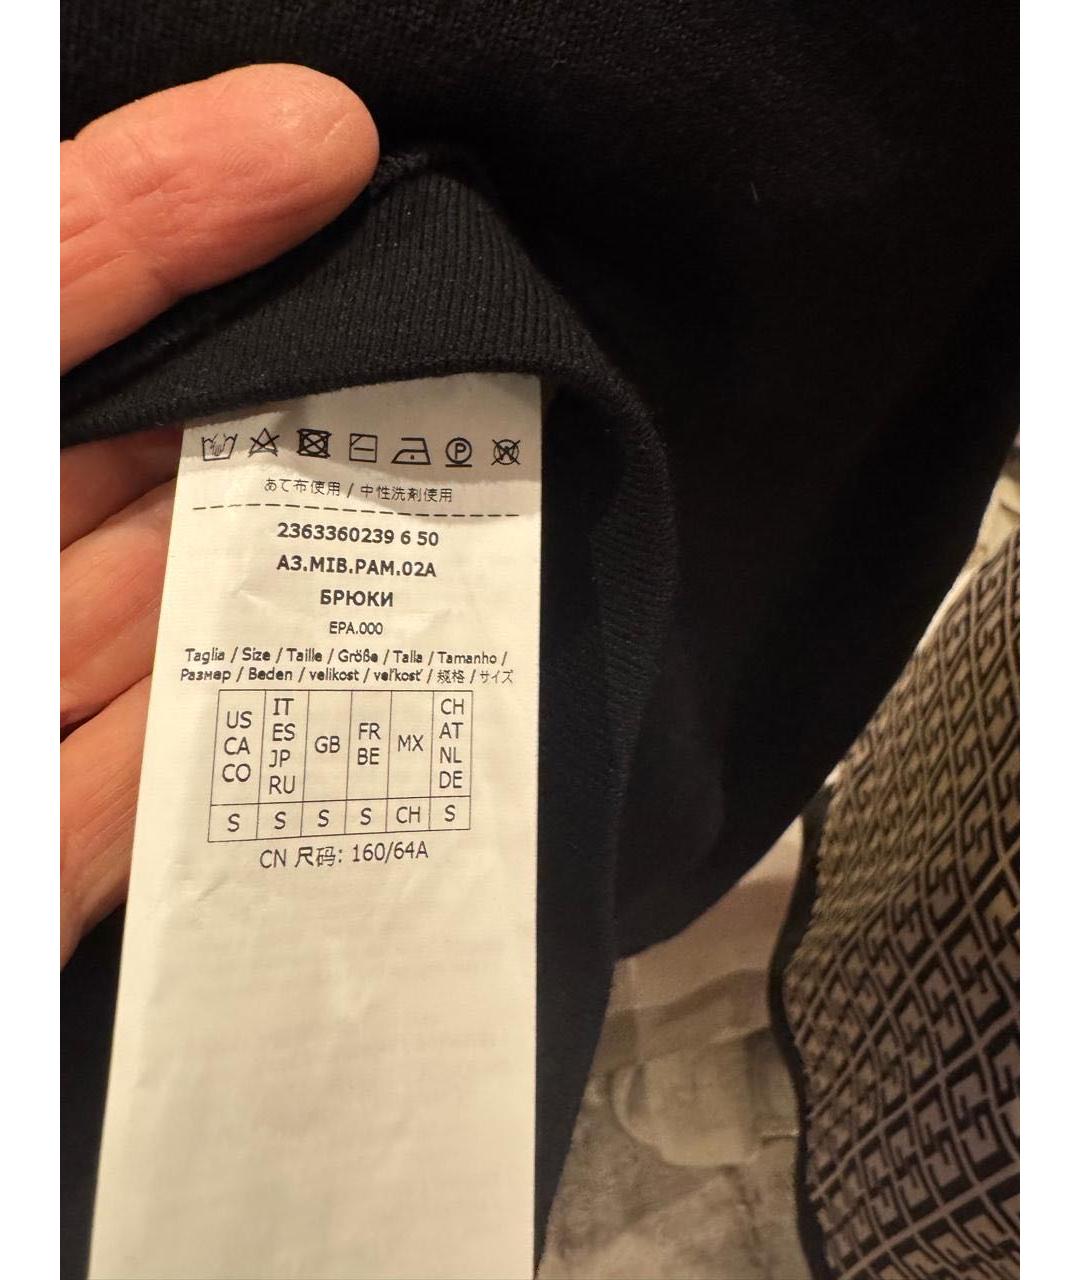 P W
あて布使用 / 中性洗剤使用
2363360239 6 50
A3.MIB.PAM.02A
БРЮКИ
EPA.000
Taglia / Size / Taille / Größe / Talla / Tamanho /
Размер / Beden / velikost / veľkosť / 規格 / サイズ
US CA CO IT ES JP RU GB FR BE MX CH AT NL DE
S S S S CH S
CN 尺码: 160/64A